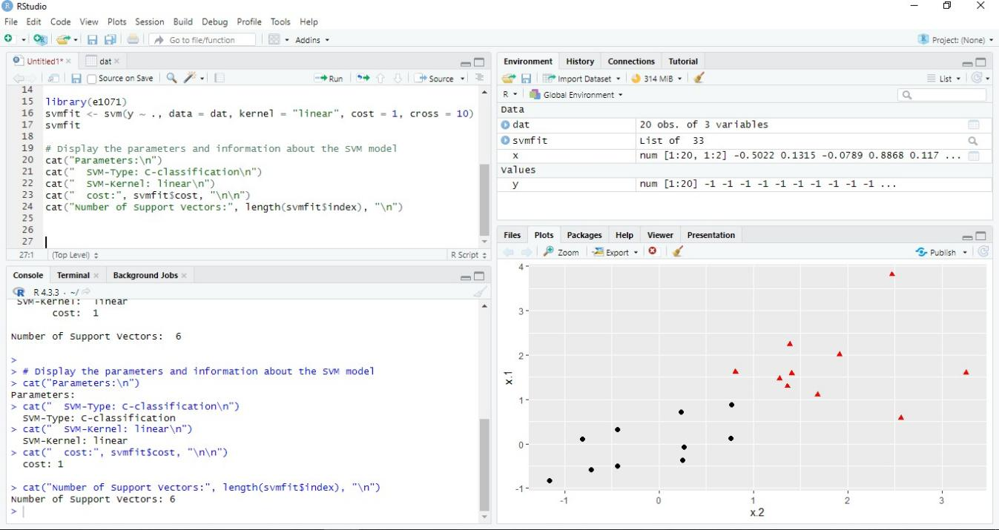 RStudio
File Edit Code View Plots Session Build Debug Profile Tools Help
Go to file/function Addins Project: (None)
Untitled1* dat
Source on Save Run Source
14
15 library(e1071)
16 svmfit <- svm(y ~ ., data = dat, kernel = "linear", cost = 1, cross = 10)
17 svmfit
18
19 # Display the parameters and information about the SVM model
20 cat("Parameters:\n")
21 cat("  SVM-Type: C-classification\n")
22 cat("  SVM-Kernel: linear\n")
23 cat("  cost:", svmfit$cost, "\n\n")
24 cat("Number of Support Vectors:", length(svmfit$index), "\n")
25
26
27
27:1 (Top Level) R Script
Console Terminal Background Jobs
R 4.3.3 · ~/
SVM-Kernel:  linear
cost:  1
Number of Support Vectors:  6
>
> # Display the parameters and information about the SVM model
> cat("Parameters:\n")
Parameters:
> cat("  SVM-Type: C-classification\n")
SVM-Type: C-classification
> cat("  SVM-Kernel: linear\n")
SVM-Kernel: linear
> cat("  cost:", svmfit$cost, "\n\n")
cost: 1
> cat("Number of Support Vectors:", length(svmfit$index), "\n")
Number of Support Vectors: 6
>
Environment History Connections Tutorial
Import Dataset 314 MiB List
R Global Environment
Data
dat 20 obs. of 3 variables
svmfit List of  33
x num [1:20, 1:2] -0.5022 0.1315 -0.0789 0.8868 0.117 ...
Values
y num [1:20] -1 -1 -1 -1 -1 -1 -1 -1 -1 -1 ...
Files Plots Packages Help Viewer Presentation
Zoom Export Publish
4
3
2
1
0
-1
x.1
-1 0 1 2 3
x.2